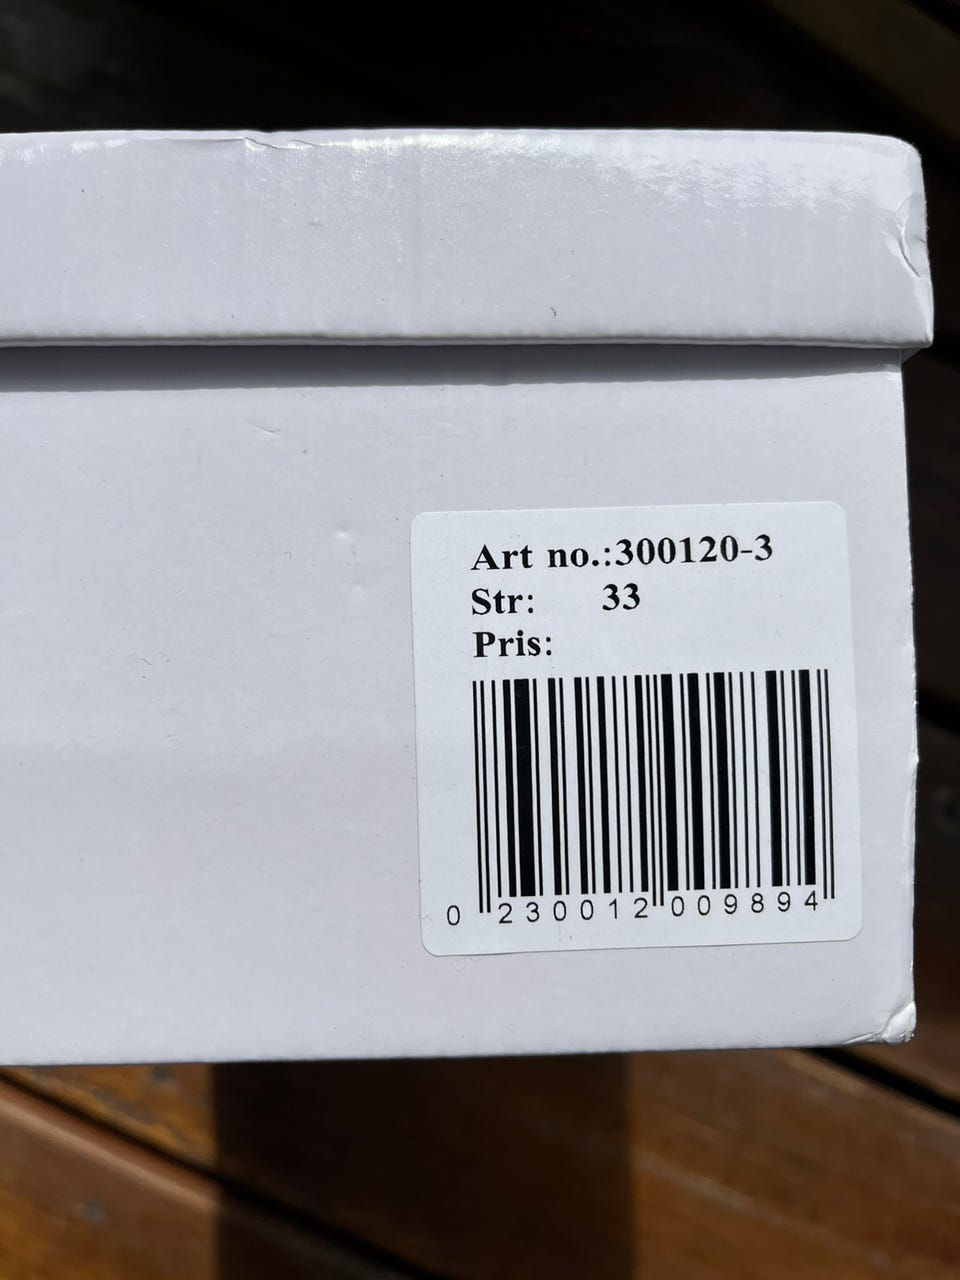 Art no.:300120-3
Str: 33
Pris:
0 230012 009894